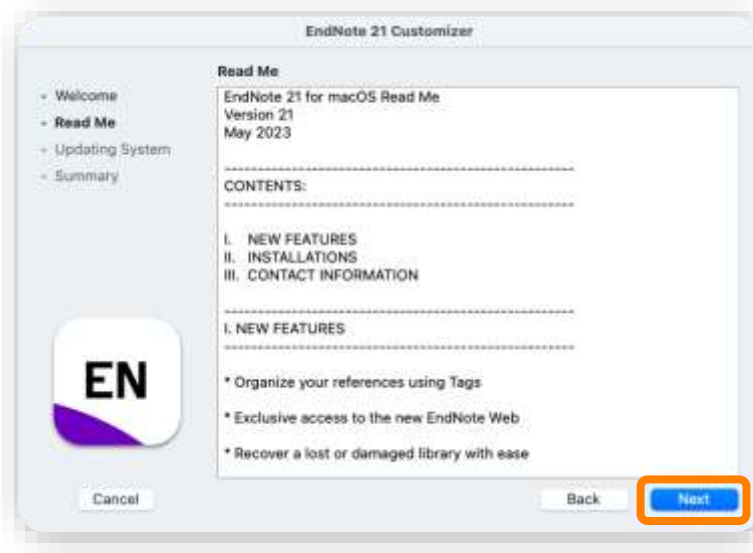 EndNote 21 Customizer
Read Me
Welcome
Read Me
Updating System
Summary
EndNote 21 for macOS Read Me
Version 21
May 2023
------------------------------------------------------------
CONTENTS:
------------------------------------------------------------
I. NEW FEATURES
II. INSTALLATIONS
III. CONTACT INFORMATION
------------------------------------------------------------
I. NEW FEATURES
------------------------------------------------------------
* Organize your references using Tags
* Exclusive access to the new EndNote Web
* Recover a lost or damaged library with ease
EN
Cancel
Back
Next